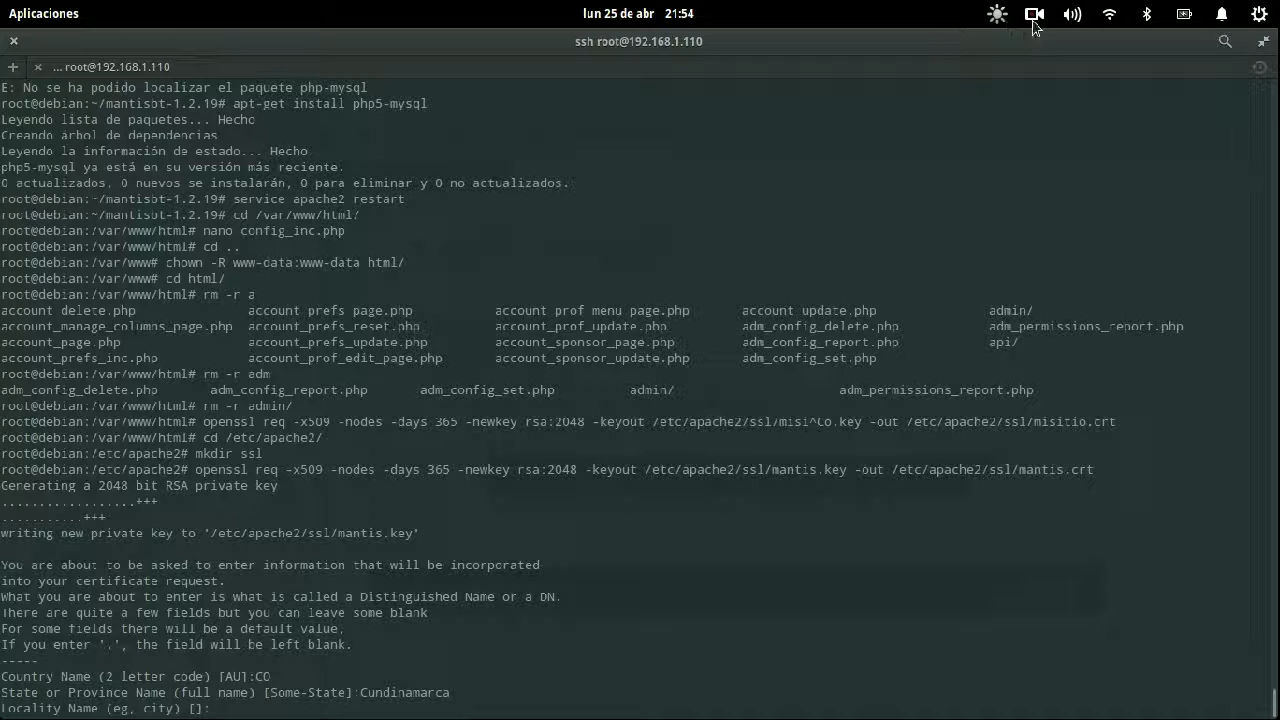 Aplicaciones lun 25 de abr 21:54
ssh root@192.168.1.110
... root@192.168.1.110
E: No se ha podido localizar el paquete php-mysql
root@debian:~/mantisbt-1.2.19# apt-get install php5-mysql
Leyendo lista de paquetes... Hecho
Creando árbol de dependencias
Leyendo la información de estado... Hecho
php5-mysql ya está en su versión más reciente.
0 actualizados, 0 nuevos se instalarán, 0 para eliminar y 0 no actualizados.
root@debian:~/mantisbt-1.2.19# service apache2 restart
root@debian:~/mantisbt-1.2.19# cd /var/www/html/
root@debian:/var/www/html# nano config_inc.php
root@debian:/var/www/html# cd ..
root@debian:/var/www# chown -R www-data:www-data html/
root@debian:/var/www# cd html/
root@debian:/var/www/html# rm -r a
account_delete.php account_prefs_page.php account_prof_menu_page.php account_update.php admin/
account_manage_columns_page.php account_prefs_reset.php account_prof_update.php adm_config_delete.php adm_permissions_report.php
account_page.php account_prefs_update.php account_sponsor_page.php adm_config_report.php api/
account_prefs_inc.php account_prof_edit_page.php account_sponsor_update.php adm_config_set.php
root@debian:/var/www/html# rm -r adm
adm_config_delete.php adm_config_report.php adm_config_set.php admin/ adm_permissions_report.php
root@debian:/var/www/html# rm -r admin/
root@debian:/var/www/html# openssl req -x509 -nodes -days 365 -newkey rsa:2048 -keyout /etc/apache2/ssl/misi^Co.key -out /etc/apache2/ssl/misitio.crt
root@debian:/var/www/html# cd /etc/apache2/
root@debian:/etc/apache2# mkdir ssl
root@debian:/etc/apache2# openssl req -x509 -nodes -days 365 -newkey rsa:2048 -keyout /etc/apache2/ssl/mantis.key -out /etc/apache2/ssl/mantis.crt
Generating a 2048 bit RSA private key
..................+++
...........+++
writing new private key to '/etc/apache2/ssl/mantis.key'
You are about to be asked to enter information that will be incorporated
into your certificate request.
What you are about to enter is what is called a Distinguished Name or a DN.
There are quite a few fields but you can leave some blank
For some fields there will be a default value,
If you enter '.', the field will be left blank.
-----
Country Name (2 letter code) [AU]:CO
State or Province Name (full name) [Some-State]:Cundinamarca
Locality Name (eg, city) []: